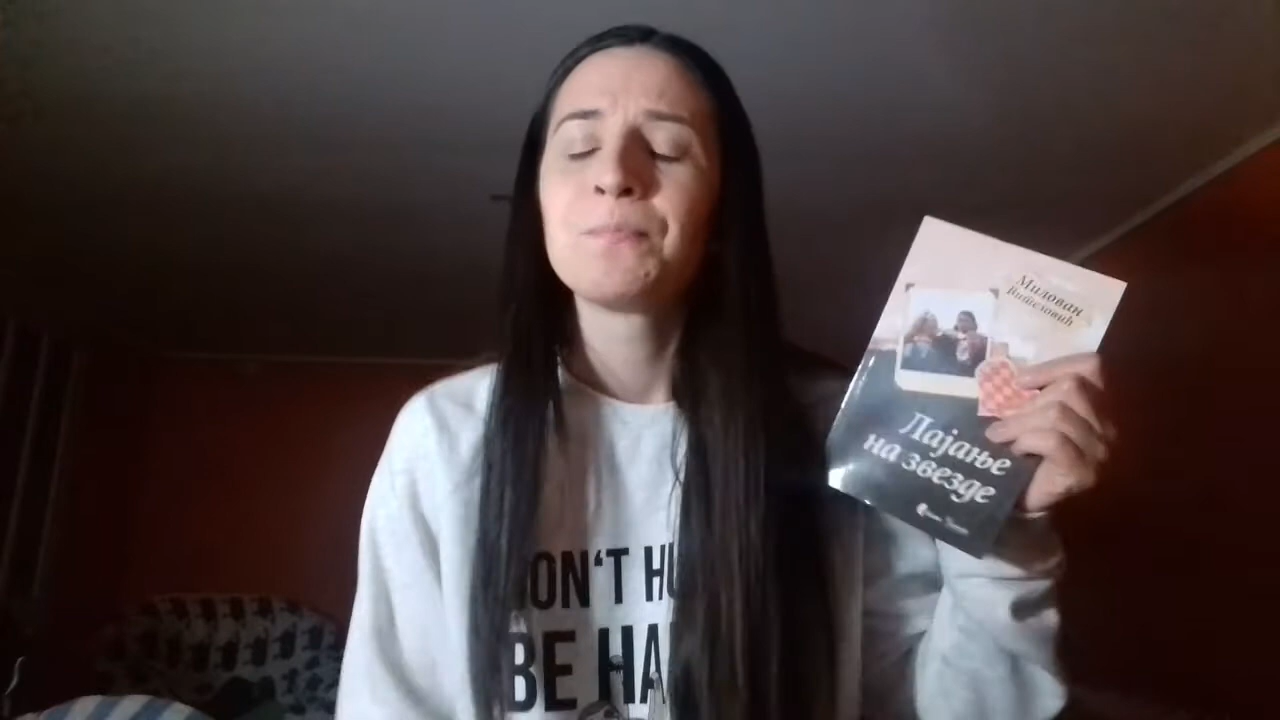 Милован
Витезовић
Лајање
на звезде
ON'T HU
BE HA